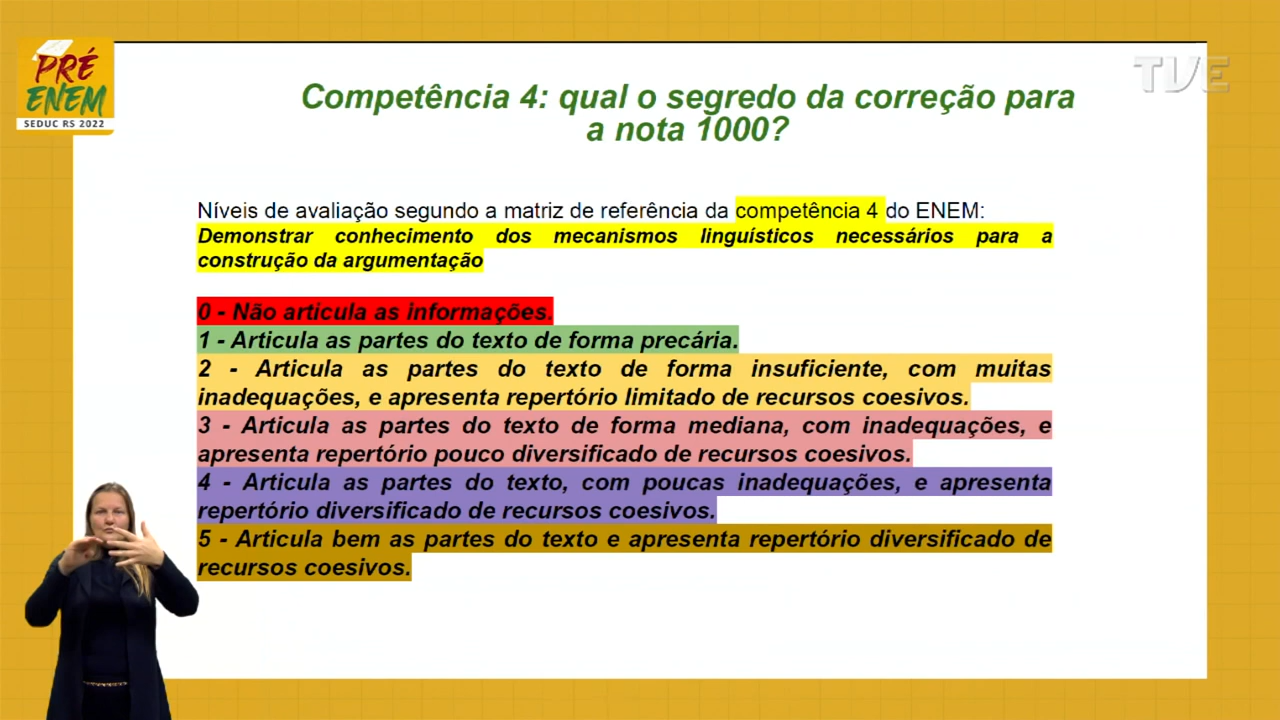 PRÉ
ENEM
SEDUC RS 2022
TVE
Competência 4: qual o segredo da correção para
a nota 1000?
Níveis de avaliação segundo a matriz de referência da competência 4 do ENEM:
Demonstrar conhecimento dos mecanismos linguísticos necessários para a
construção da argumentação
0 - Não articula as informações.
1 - Articula as partes do texto de forma precária.
2 - Articula as partes do texto de forma insuficiente, com muitas
inadequações, e apresenta repertório limitado de recursos coesivos.
3 - Articula as partes do texto de forma mediana, com inadequações, e
apresenta repertório pouco diversificado de recursos coesivos.
4 - Articula as partes do texto, com poucas inadequações, e apresenta
repertório diversificado de recursos coesivos.
5 - Articula bem as partes do texto e apresenta repertório diversificado de
recursos coesivos.